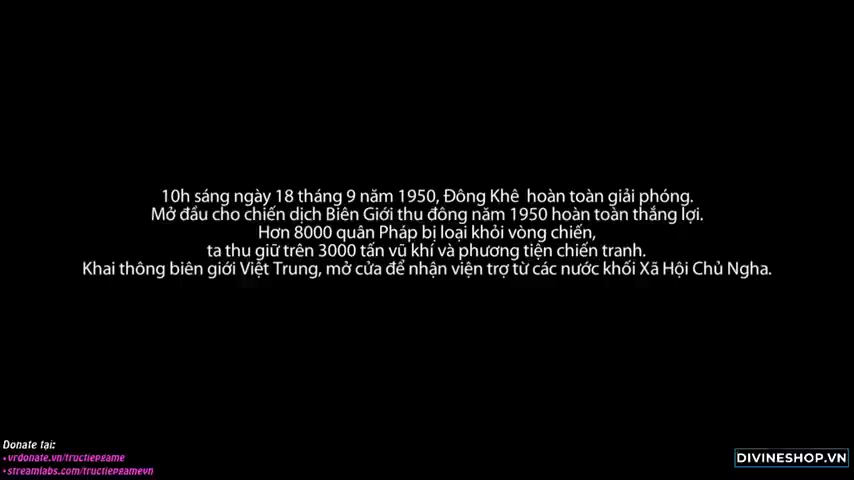 10h sáng ngày 18 tháng 9 năm 1950, Đông Khê hoàn toàn giải phóng.
Mở đầu cho chiến dịch Biên Giới thu đông năm 1950 hoàn toàn thắng lợi.
Hơn 8000 quân Pháp bị loại khỏi vòng chiến,
ta thu giữ trên 3000 tấn vũ khí và phương tiện chiến tranh.
Khai thông biên giới Việt Trung, mở cửa để nhận viện trợ từ các nước khối Xã Hội Chủ Ngha.
Donate tại:
• vrdonate.vn/tructiepgame
• streamlabs.com/tructiepgamevn
DIVINESHOP.VN